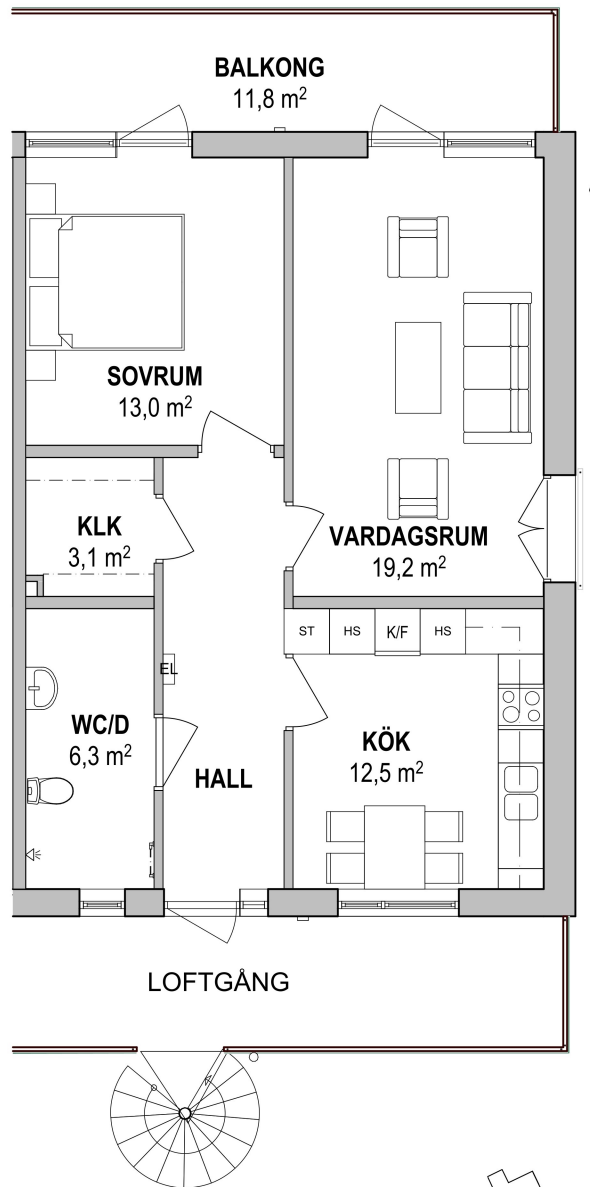 BALKONG
11,8 m²
SOVRUM
13,0 m²
KLK
3,1 m²
VARDAGSRUM
19,2 m²
ST HS K/F HS
EL
WC/D
6,3 m²
KÖK
12,5 m²
HALL
LOFTGÅNG